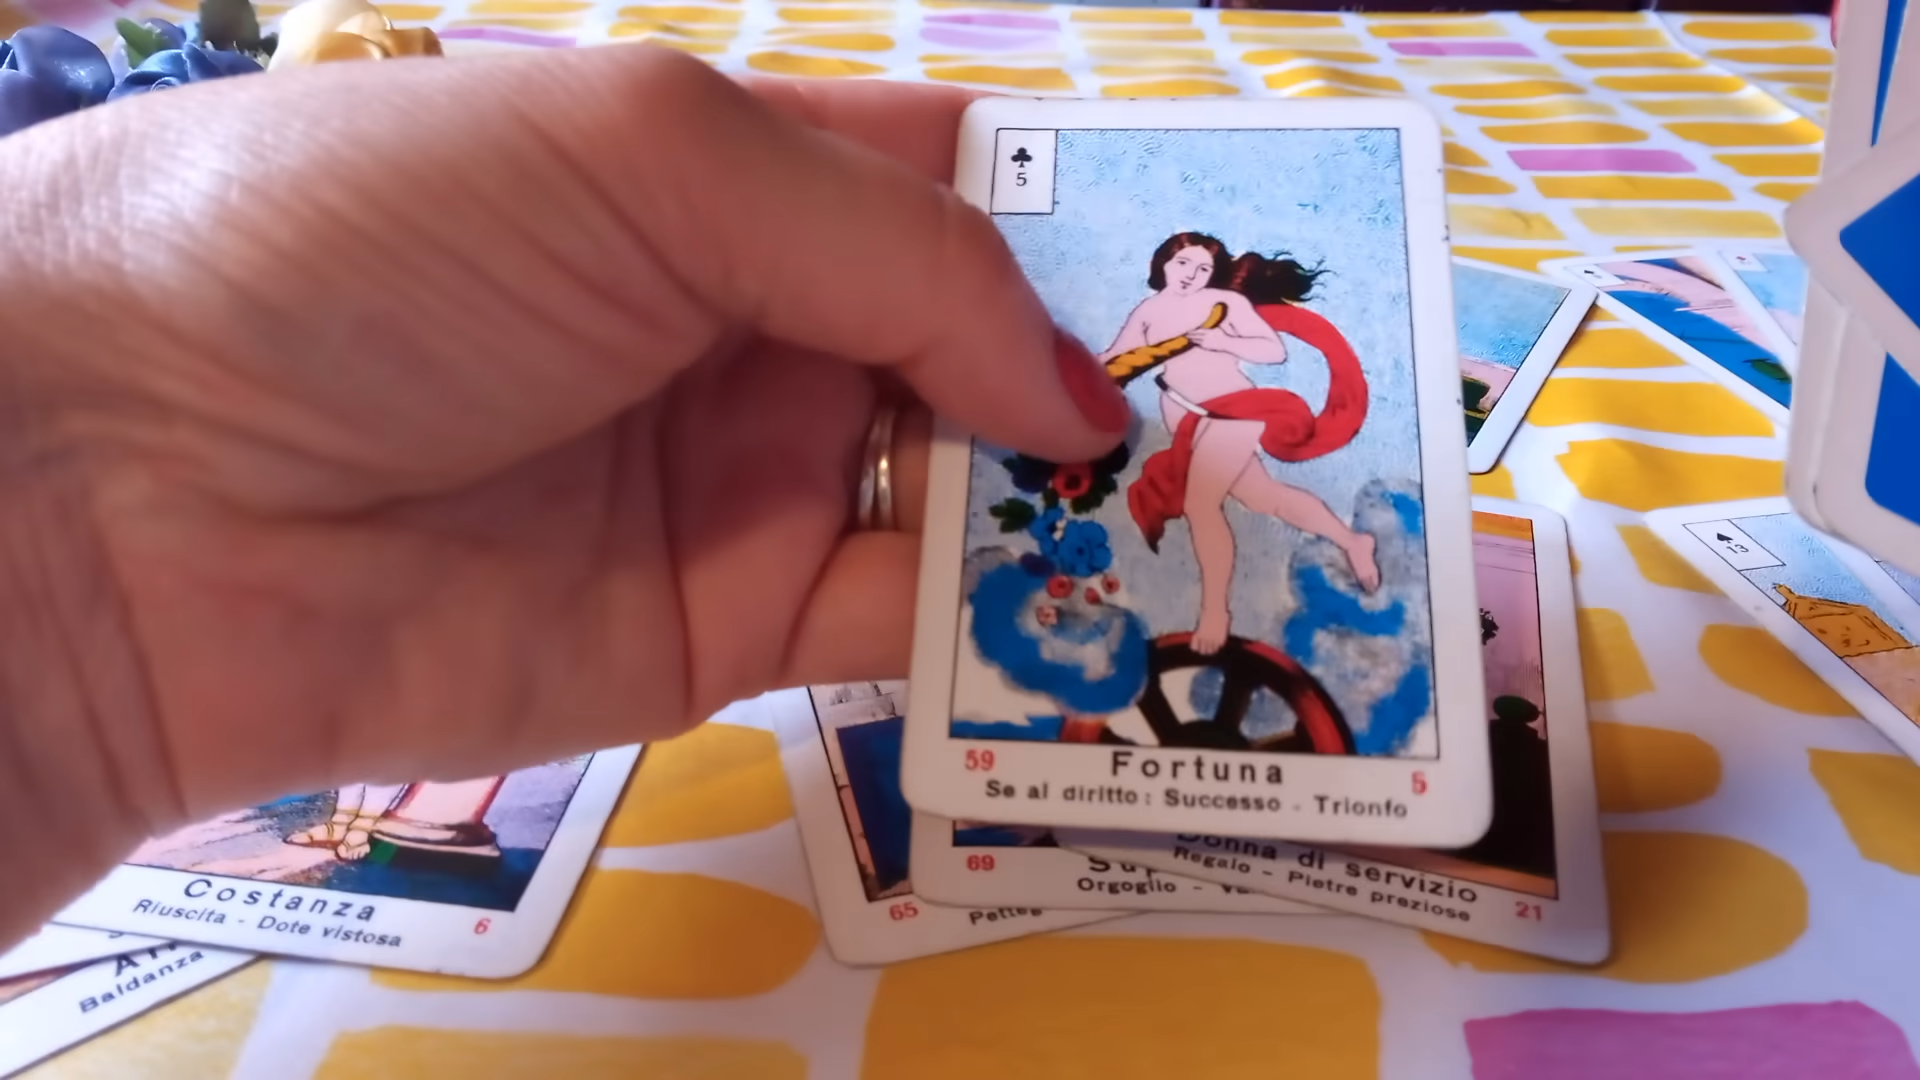 5
59 Fortuna 5
Se al diritto: Successo - Trionfo
Donna di servizio
Regalo - Pietre preziose 21
69
Orgoglio -
65
Costanza
Riuscita - Dote vistosa 6
Baldanza
3